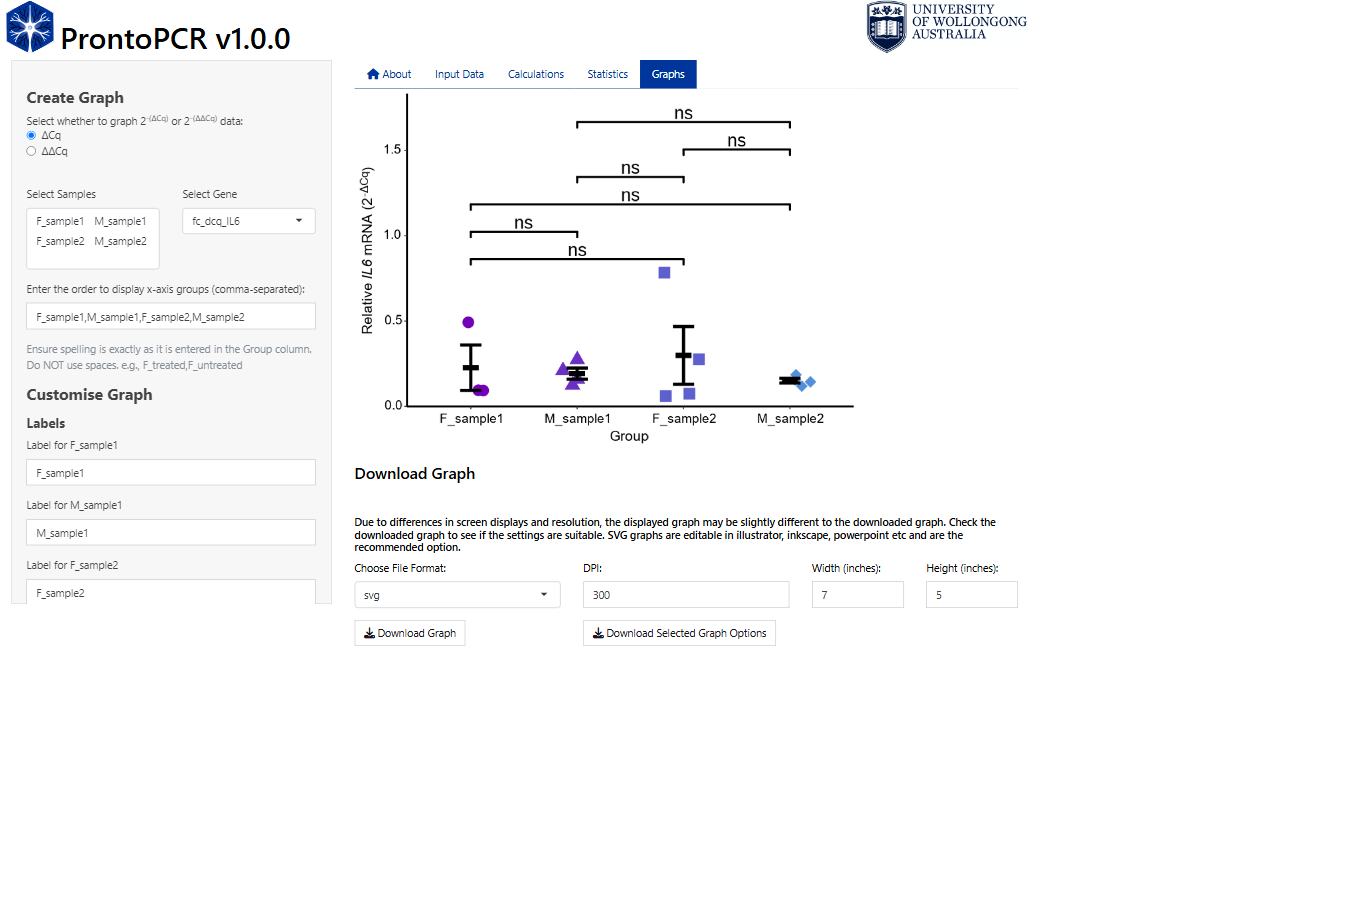 ProntoPCR v1.0.0
UNIVERSITY
OF WOLLONGONG
AUSTRALIA
Create Graph
Select whether to graph 2^-(ΔCq) or 2^-(ΔΔCq) data:
ΔCq
ΔΔCq
Select Samples
F_sample1 M_sample1
F_sample2 M_sample2
Select Gene
fc_dcq_IL6
Enter the order to display x-axis groups (comma-separated):
F_sample1,M_sample1,F_sample2,M_sample2
Ensure spelling is exactly as it is entered in the Group column.
Do NOT use spaces. e.g., F_treated,F_untreated
Customise Graph
Labels
Label for F_sample1
F_sample1
Label for M_sample1
M_sample1
Label for F_sample2
F_sample2
About Input Data Calculations Statistics Graphs
Relative IL6 mRNA (2^-ΔCq)
1.5
1.0
0.5
0.0
ns
ns
ns
ns
ns
ns
F_sample1 M_sample1 F_sample2 M_sample2
Group
Download Graph
Due to differences in screen displays and resolution, the displayed graph may be slightly different to the downloaded graph. Check the
downloaded graph to see if the settings are suitable. SVG graphs are editable in illustrator, inkscape, powerpoint etc and are the
recommended option.
Choose File Format: DPI: Width (inches): Height (inches):
svg 300 7 5
Download Graph Download Selected Graph Options